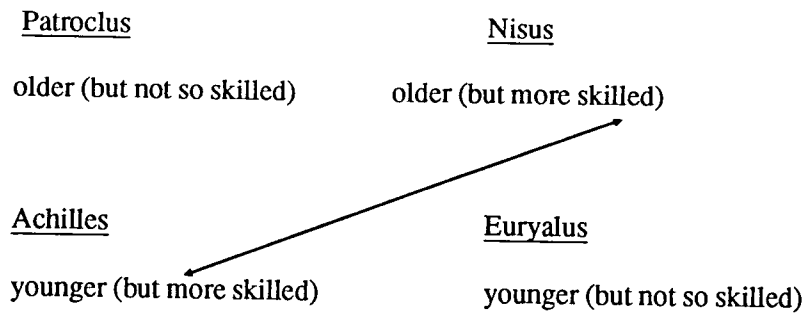 Patroclus
Nisus
older (but not so skilled)
older (but more skilled)
Achilles
Euryalus
younger (but more skilled)
younger (but not so skilled)